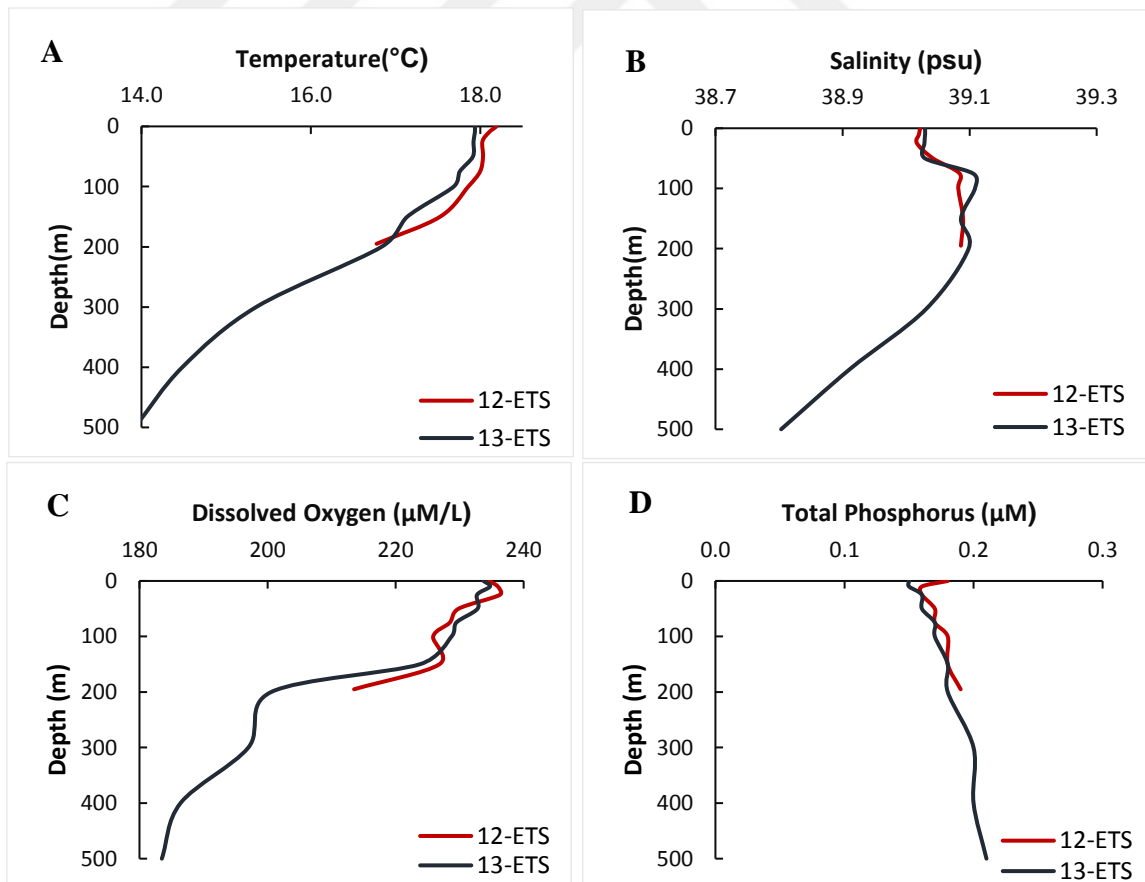 A
Temperature(°C)
14.0 16.0 18.0
0
100
200
300
400
500
Depth(m)
12-ETS
13-ETS
B
Salinity (psu)
38.7 38.9 39.1 39.3
0
100
200
300
400
500
Depth(m)
12-ETS
13-ETS
C
Dissolved Oxygen (µM/L)
180 200 220 240
0
100
200
300
400
500
Depth (m)
12-ETS
13-ETS
D
Total Phosphorus (µM)
0.0 0.1 0.2 0.3
0
100
200
300
400
500
Depth (m)
12-ETS
13-ETS